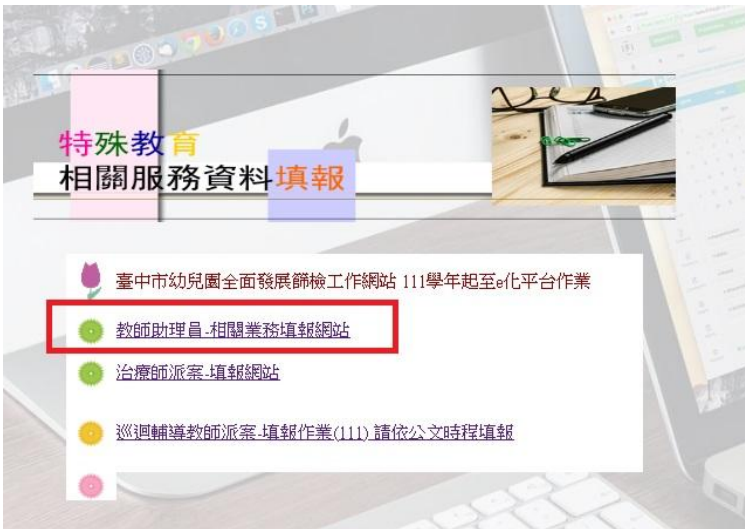 特殊教育
相關服務資料填報
臺中市幼兒園全面發展篩檢工作網站 111學年起至e化平台作業
教師助理員-相關業務填報網站
治療師派案-填報網站
巡迴輔導教師派案-填報作業(111) 請依公文時程填報